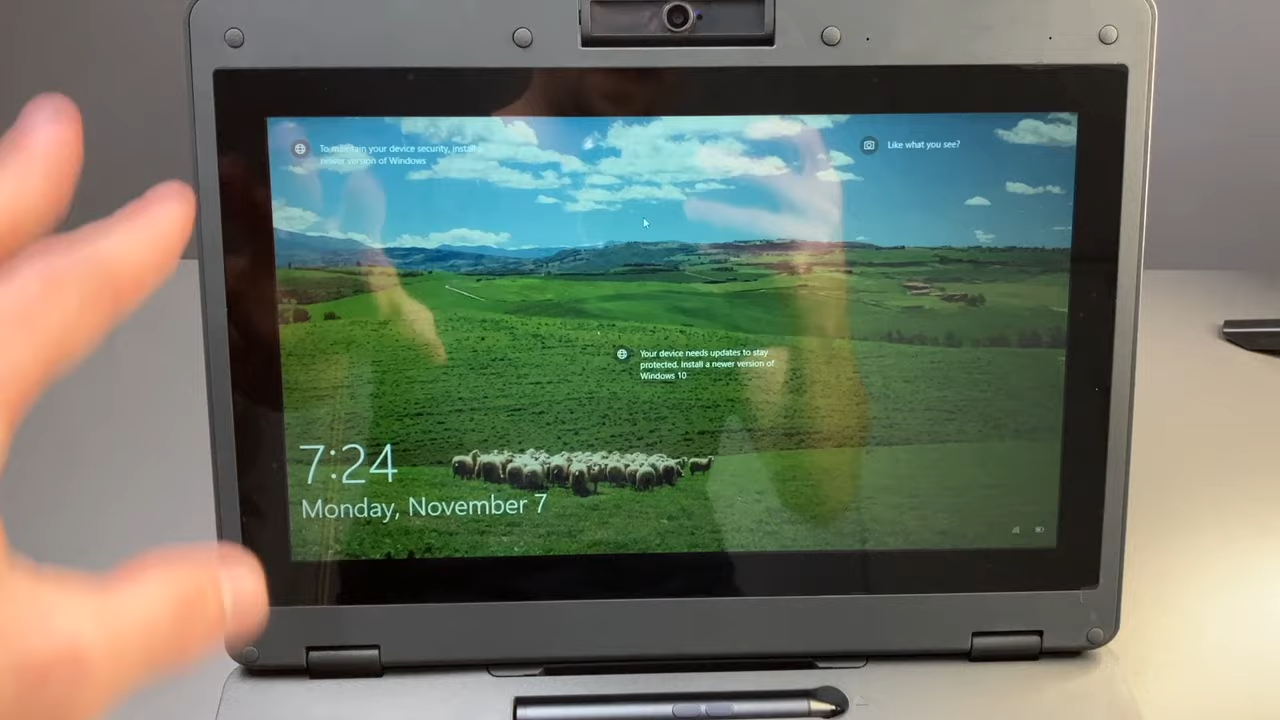 To maintain your device security, install
newer version of Windows
Like what you see?
Your device needs updates to stay
protected. Install a newer version of
Windows 10
7:24
Monday, November 7